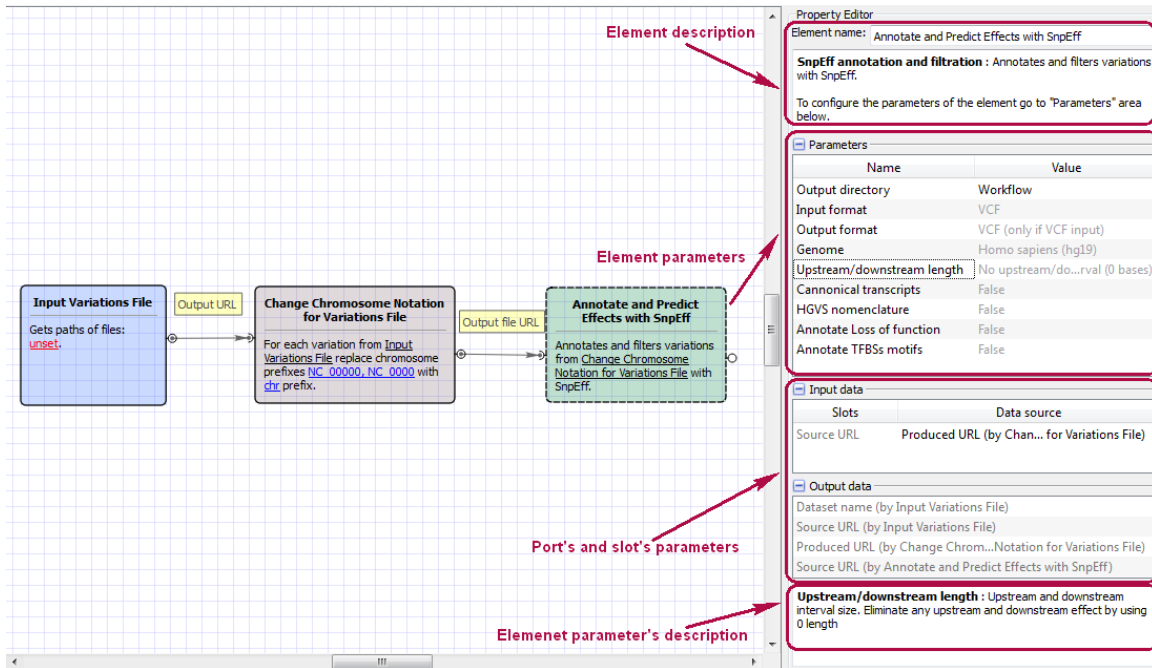 Element description
Element parameters
Port's and slot's parameters
Elemenet parameter's description
Input Variations File
Gets paths of files:
unset.
Output URL
Change Chromosome Notation
for Variations File
For each variation from Input
Variations File replace chromosome
prefixes NC_00000, NC_0000 with
chr prefix.
Output file URL
Annotate and Predict
Effects with SnpEff
Annotates and filters variations
from Change Chromosome
Notation for Variations File with
SnpEff.
Property Editor
Element name: Annotate and Predict Effects with SnpEff
SnpEff annotation and filtration : Annotates and filters variations
with SnpEff.
To configure the parameters of the element go to "Parameters" area
below.
Parameters
Name Value
Output directory Workflow
Input format VCF
Output format VCF (only if VCF input)
Genome Homo sapiens (hg19)
Upstream/downstream length No upstream/do...rval (0 bases)
Cannonical transcripts False
HGVS nomenclature False
Annotate Loss of function False
Annotate TFBSs motifs False
Input data
Slots Data source
Source URL Produced URL (by Chan... for Variations File)
Output data
Dataset name (by Input Variations File)
Source URL (by Input Variations File)
Produced URL (by Change Chrom...Notation for Variations File)
Source URL (by Annotate and Predict Effects with SnpEff)
Upstream/downstream length : Upstream and downstream
interval size. Eliminate any upstream and downstream effect by using
0 length